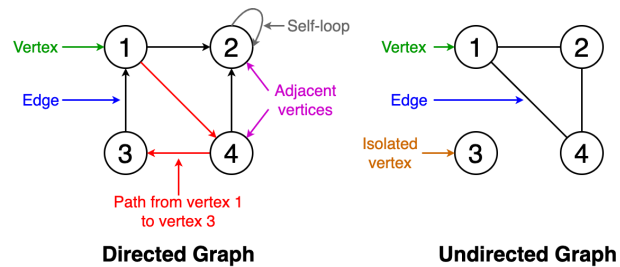 Vertex
1
2
Self-loop
Edge
Adjacent
vertices
3
4
Path from vertex 1
to vertex 3
Directed Graph
Vertex
1
2
Edge
Isolated
vertex
3
4
Undirected Graph